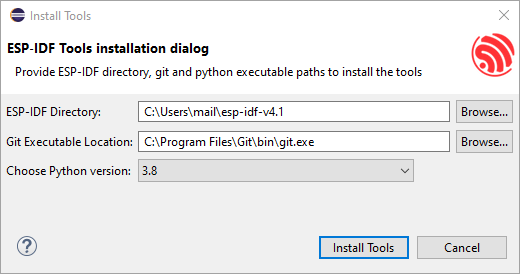 Install Tools
ESP-IDF Tools installation dialog
Provide ESP-IDF directory, git and python executable paths to install the tools
ESP-IDF Directory: C:\Users\mail\esp-idf-v4.1 Browse...
Git Executable Location: C:\Program Files\Git\bin\git.exe Browse...
Choose Python version: 3.8
? Install Tools Cancel